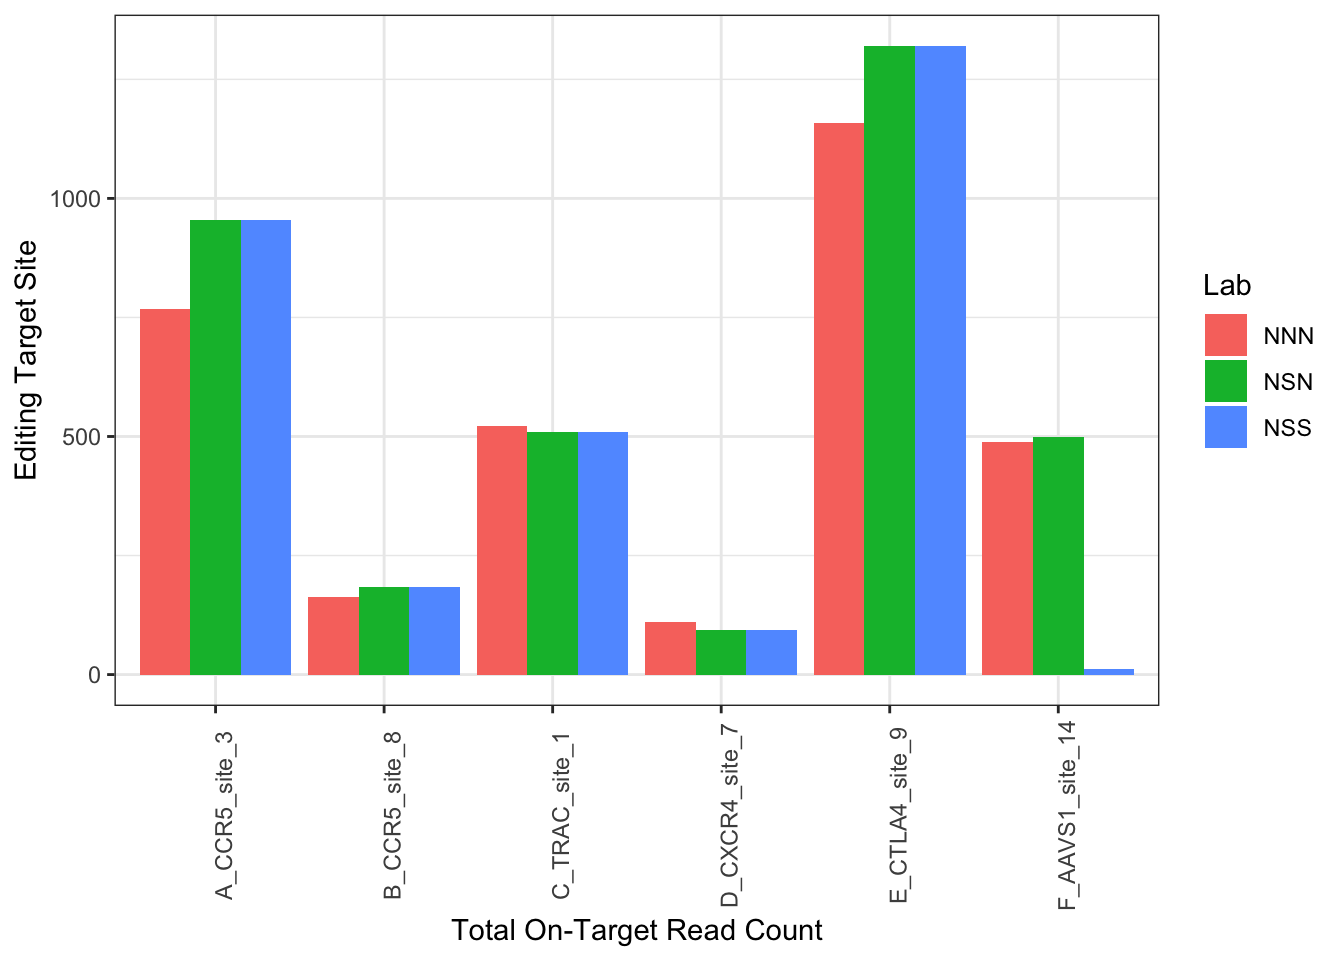 Editing Target Site
1000
500
0
A_CCR5_site_3
B_CCR5_site_8
C_TRAC_site_1
D_CXCR4_site_7
E_CTLA4_site_9
F_AAVS1_site_14
Total On-Target Read Count
Lab
NNN
NSN
NSS